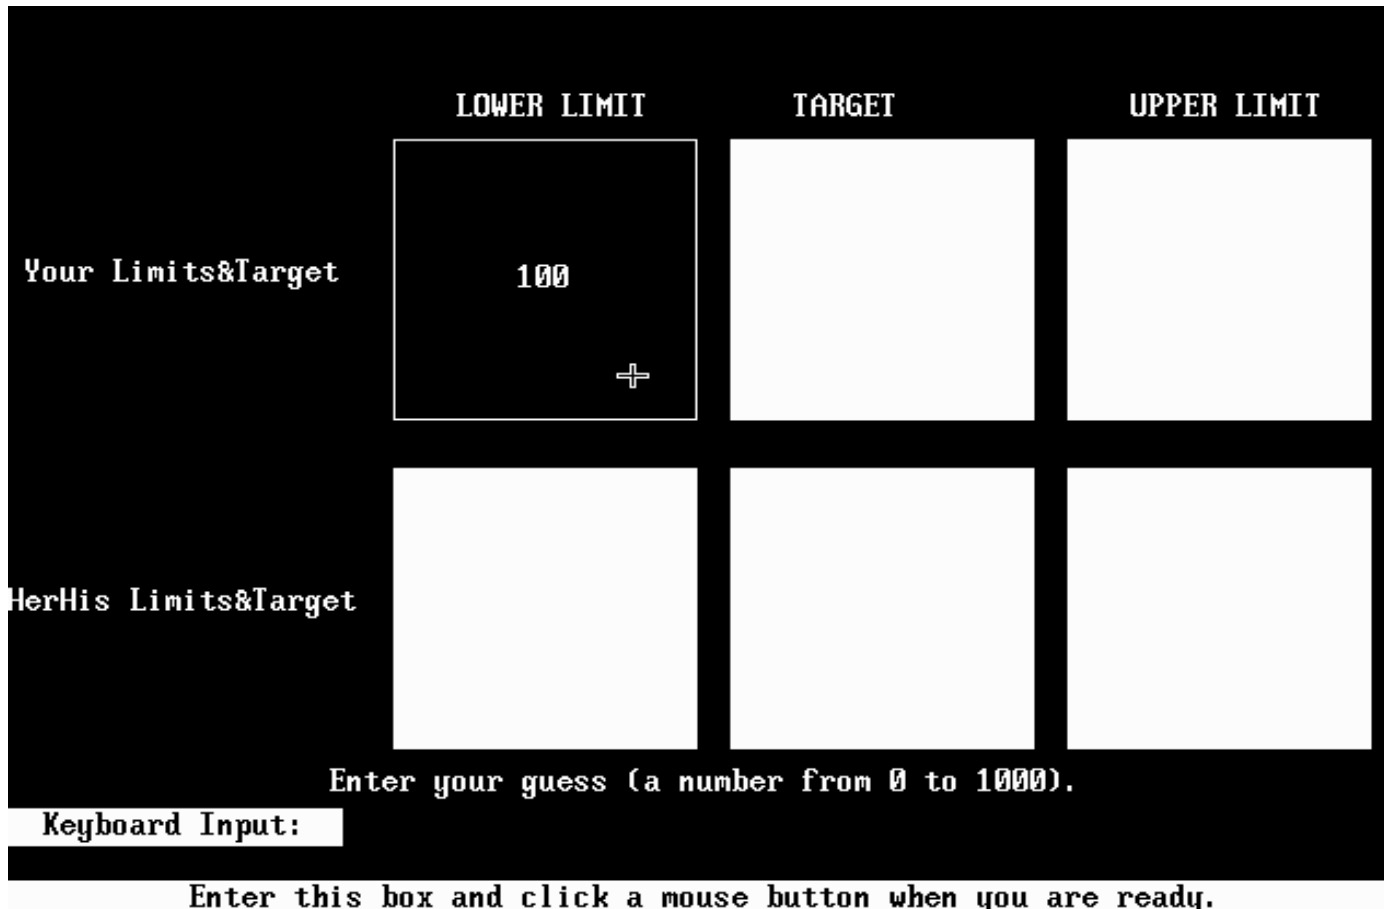 LOWER LIMIT TARGET UPPER LIMIT
Your Limits&Target 100
HerHis Limits&Target
Enter your guess (a number from 0 to 1000).
Keyboard Input:
Enter this box and click a mouse button when you are ready.